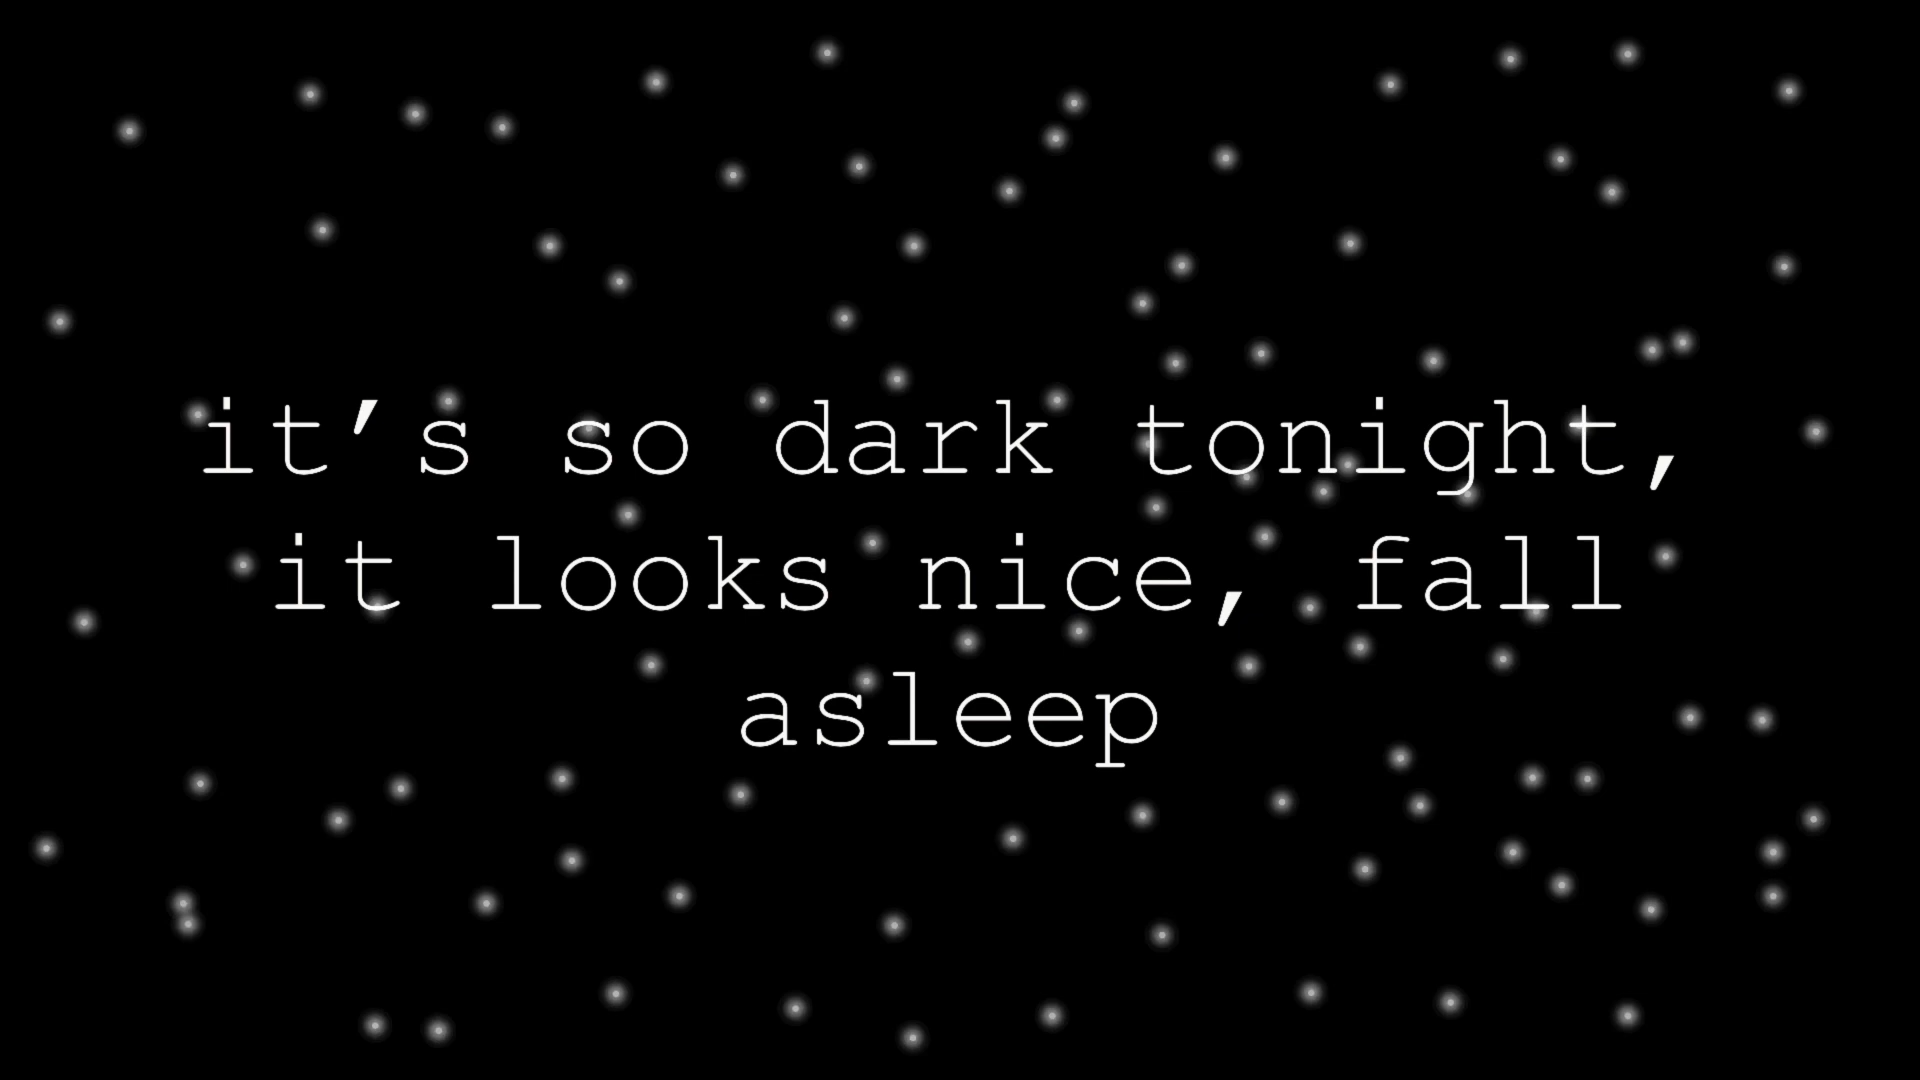 it’s so dark tonight,
it looks nice, fall
asleep